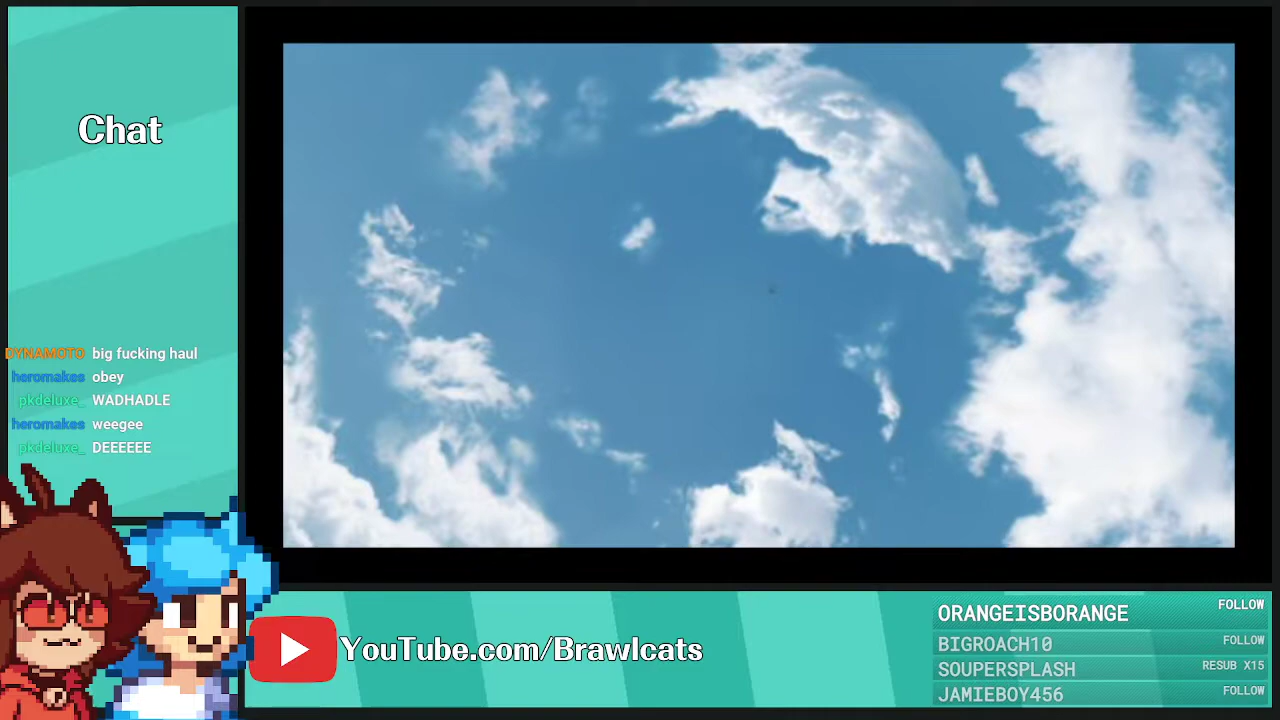 Chat
DYNAMOTO big fucking haul
heromakes obey
pkdeluxe_ WADHADLE
heromakes weegee
pkdeluxe_ DEEEEEE
YouTube.com/Brawlcats
ORANGEISBORANGE FOLLOW
BIGROACH10 FOLLOW
SOUPERSPLASH RESUB X15
JAMIEBOY456 FOLLOW